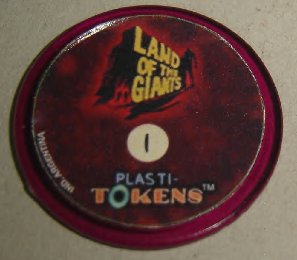 LAND
OF THE
GIANTS
1
PLASTI-
TOKENS™
IND. ARGENTINA